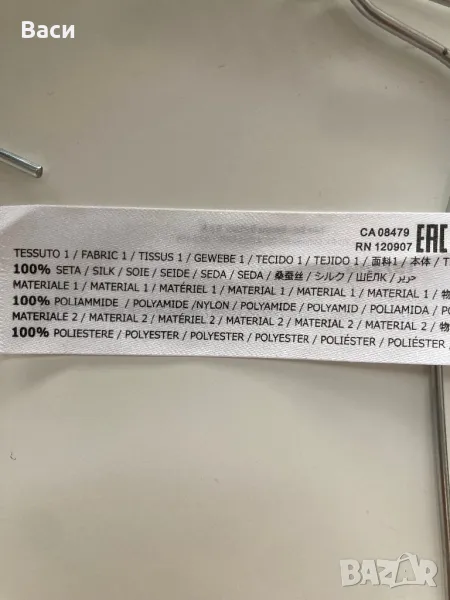 Васи
CA 08479
RN 120907 EAC
TESSUTO 1 / FABRIC 1 / TISSUS 1 / GEWEBE 1 / TECIDO 1 / TEJIDO 1 / 面料1 / 本体 / T
100% SETA / SILK / SOIE / SEIDE / SEDA / SEDA / 桑蚕丝 / シルク / ШЁЛК / حرير
MATERIALE 1 / MATERIAL 1 / MATÉRIEL 1 / MATERIAL 1 / MATERIAL 1 / MATERIAL 1 / 物
100% POLIAMMIDE / POLYAMIDE /NYLON / POLYAMIDE / POLYAMID / POLIAMIDA / PO
MATERIALE 2 / MATERIAL 2 / MATÉRIEL 2 / MATERIAL 2 / MATERIAL 2 / MATERIAL 2 / 物
100% POLIESTERE / POLYESTER / POLYESTER / POLYESTER / POLIÉSTER / POLIÉSTER
BAZAR